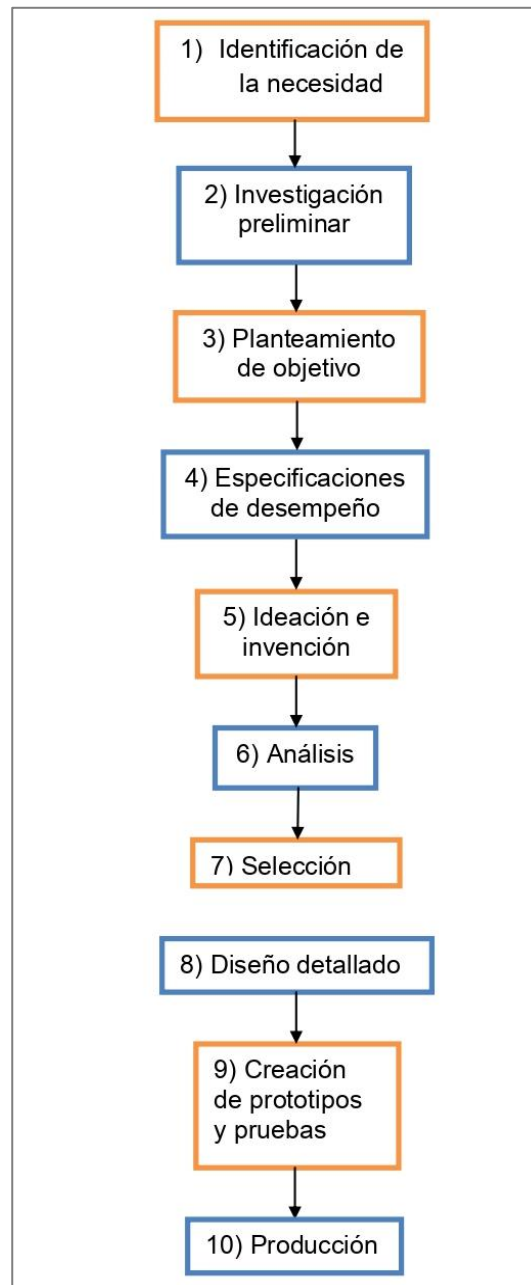 1) Identificación de
la necesidad
2) Investigación
preliminar
3) Planteamiento
de objetivo
4) Especificaciones
de desempeño
5) Ideación e
invención
6) Análisis
7) Selección
8) Diseño detallado
9) Creación
de prototipos
y pruebas
10) Producción